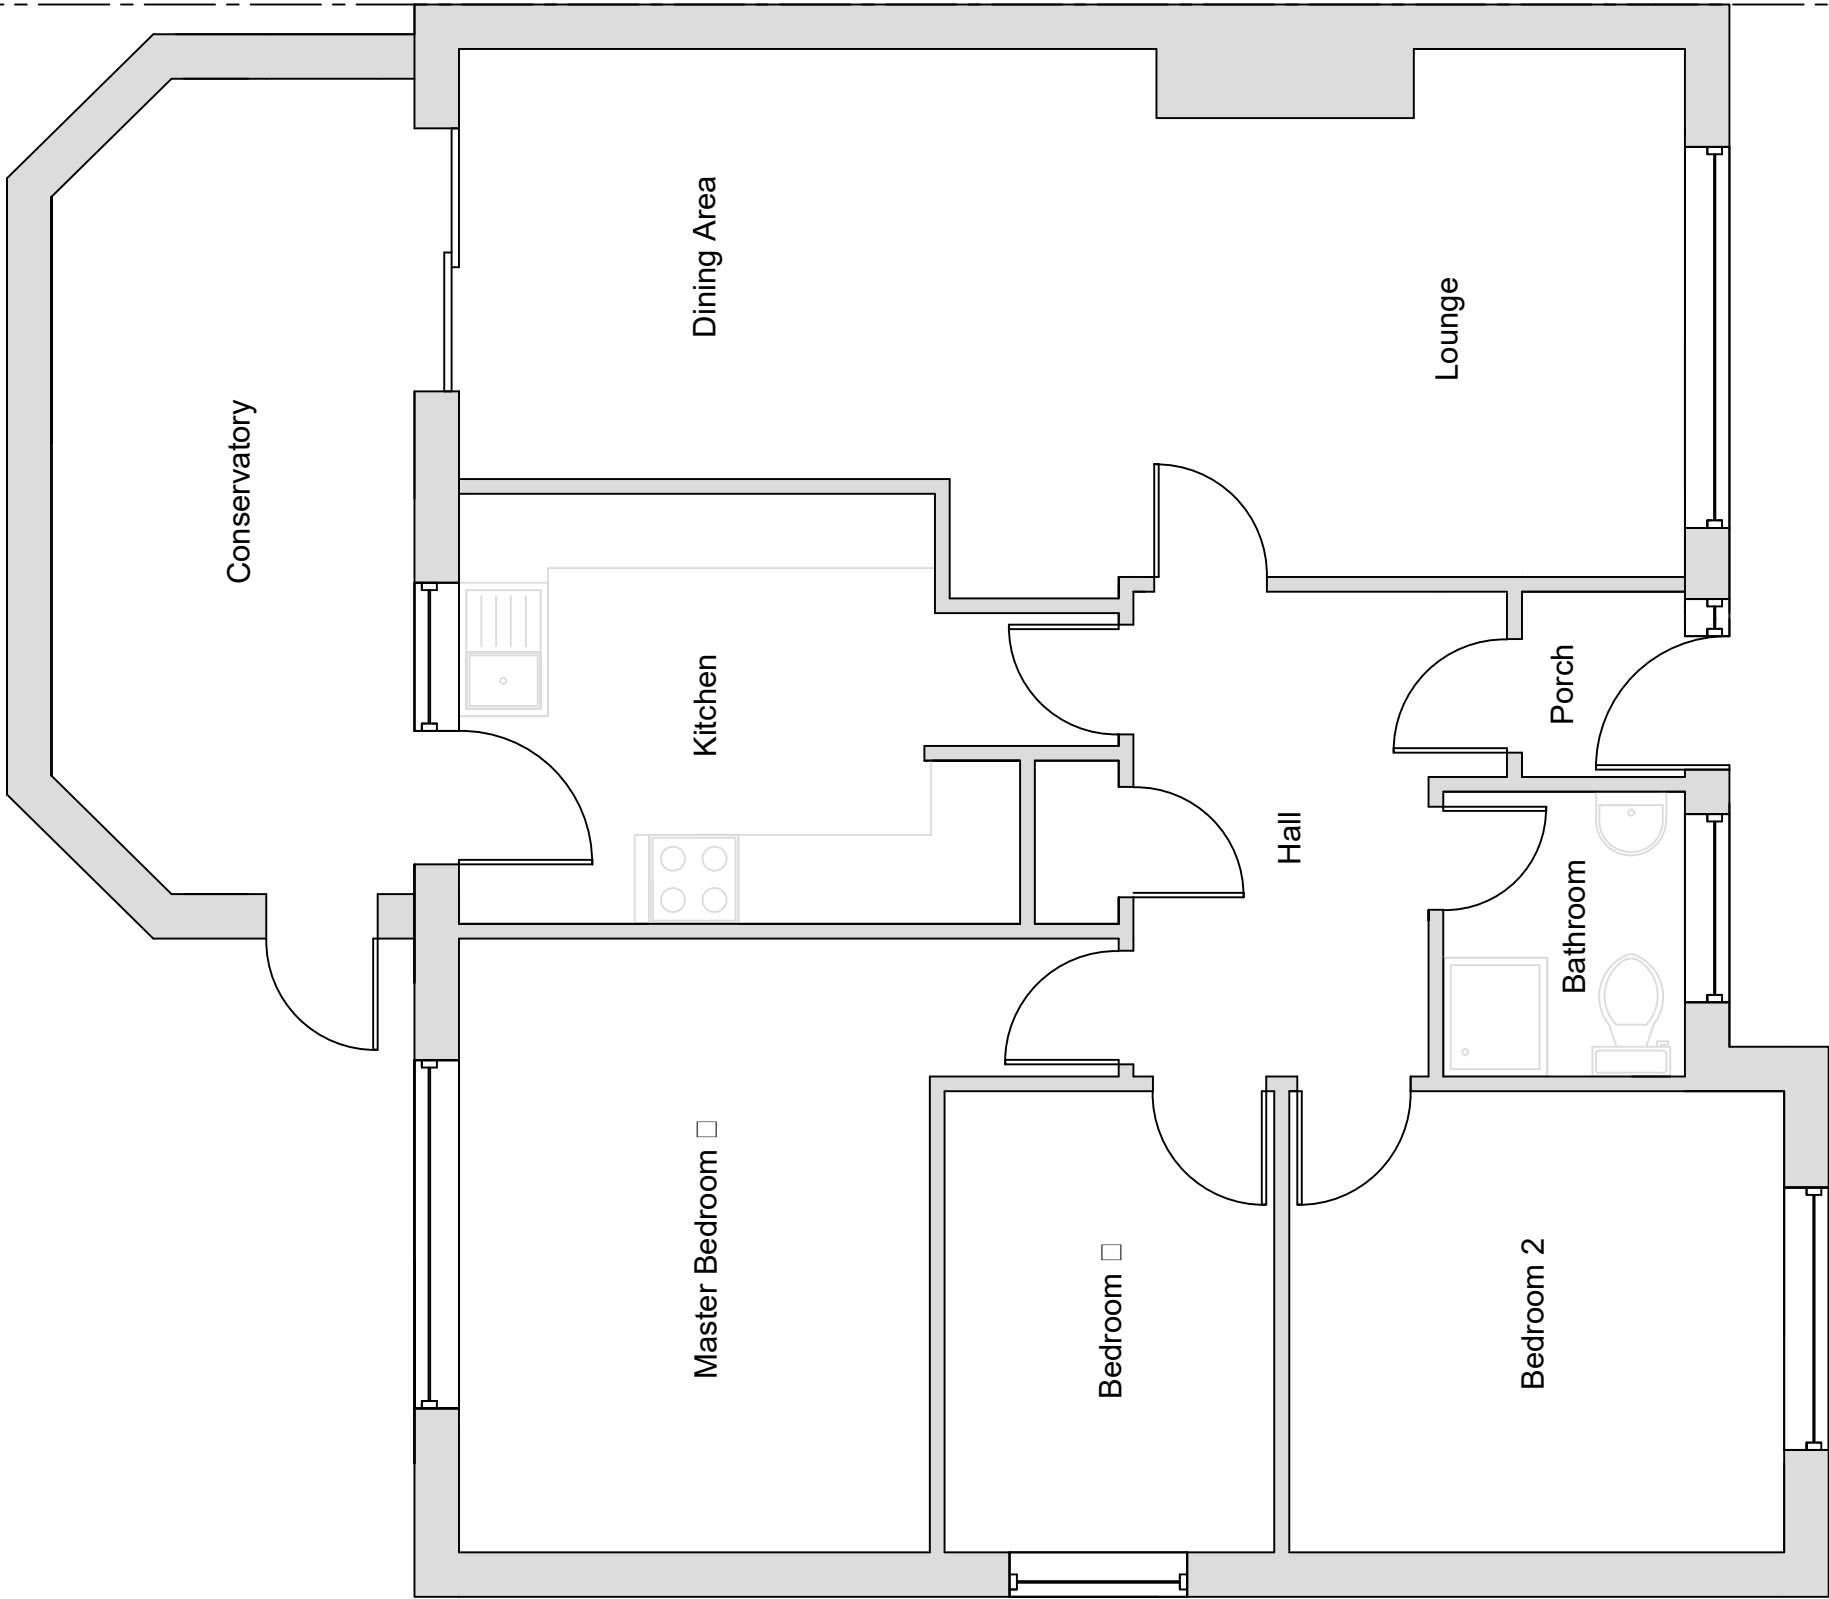 Conservatory
Dining Area
Lounge
Kitchen
Porch
Hall
Bathroom
Master Bedroom □
Bedroom □
Bedroom 2